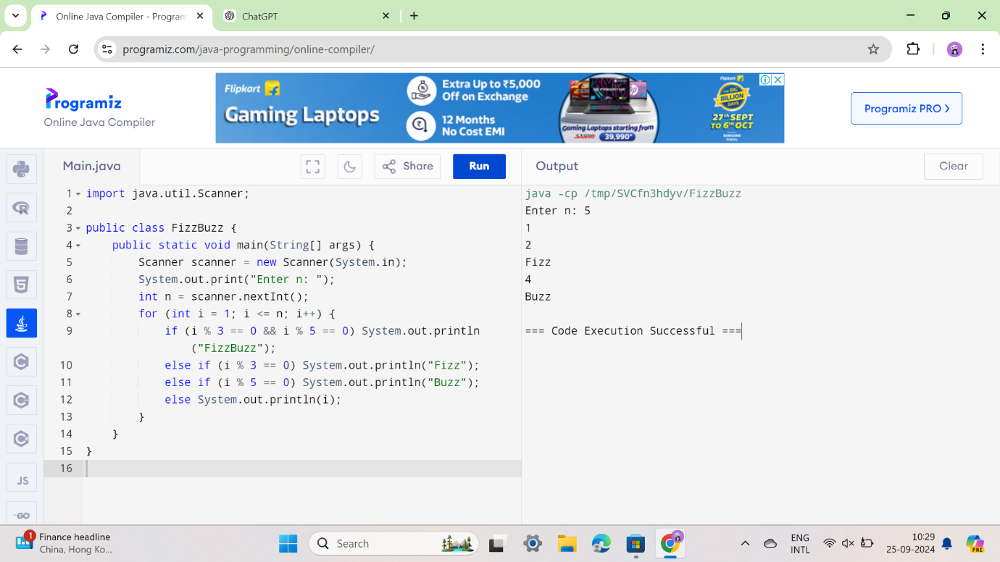 Online Java Compiler - Program
ChatGPT
programiz.com/java-programming/online-compiler/
Programiz
Online Java Compiler
Flipkart
Gaming Laptops
Extra Up to ₹5,000
Off on Exchange
12 Months
No Cost EMI
Gaming Laptops starting from
57,990 39,990*
Flipkart
THE BIG
BILLION
DAYS
27th SEPT
TO 6th OCT
SAMSUNG
Programiz PRO >
Main.java
Share
Run
Output
Clear
1 import java.util.Scanner;
2
3 public class FizzBuzz {
4     public static void main(String[] args) {
5         Scanner scanner = new Scanner(System.in);
6         System.out.print("Enter n: ");
7         int n = scanner.nextInt();
8         for (int i = 1; i <= n; i++) {
9             if (i % 3 == 0 && i % 5 == 0) System.out.println
                ("FizzBuzz");
10             else if (i % 3 == 0) System.out.println("Fizz");
11             else if (i % 5 == 0) System.out.println("Buzz");
12             else System.out.println(i);
13         }
14     }
15 }
16
java -cp /tmp/SVCfn3hdyv/FizzBuzz
Enter n: 5
1
2
Fizz
4
Buzz
=== Code Execution Successful ===
JS
GO
1
Finance headline
China, Hong Ko...
Search
ENG
INTL
10:29
25-09-2024
PRE